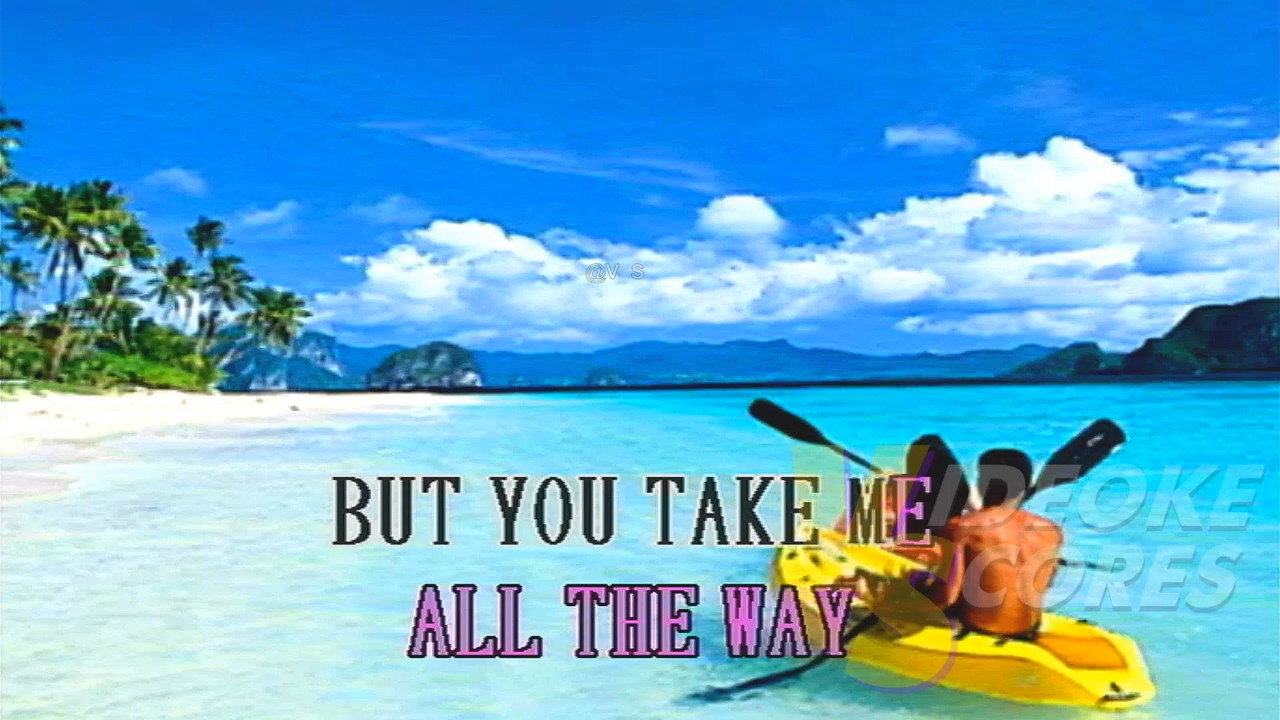 @V S
BUT YOU TAKE ME
ALL THE WAY
VIDEOKE
SCORES